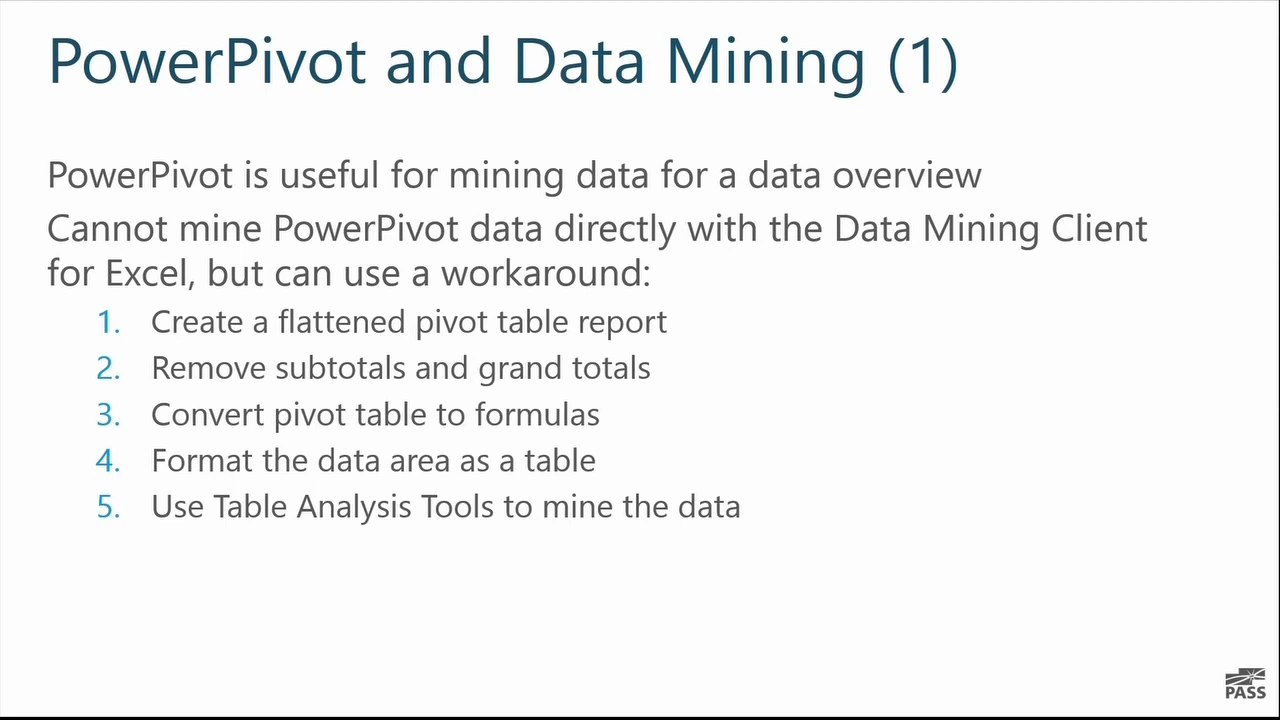 PowerPivot and Data Mining (1)
PowerPivot is useful for mining data for a data overview
Cannot mine PowerPivot data directly with the Data Mining Client
for Excel, but can use a workaround:
1. Create a flattened pivot table report
2. Remove subtotals and grand totals
3. Convert pivot table to formulas
4. Format the data area as a table
5. Use Table Analysis Tools to mine the data
PASS